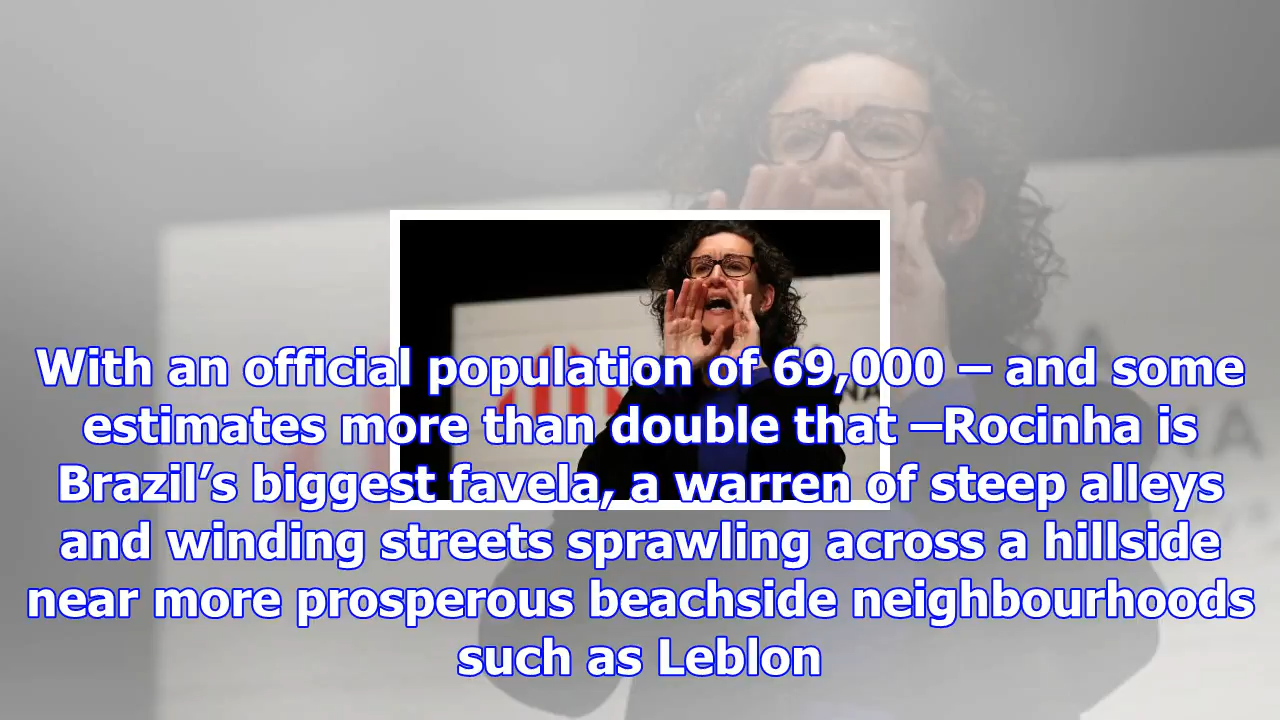 With an official population of 69,000 – and some
estimates more than double that –Rocinha is
Brazil’s biggest favela, a warren of steep alleys
and winding streets sprawling across a hillside
near more prosperous beachside neighbourhoods
such as Leblon
NA